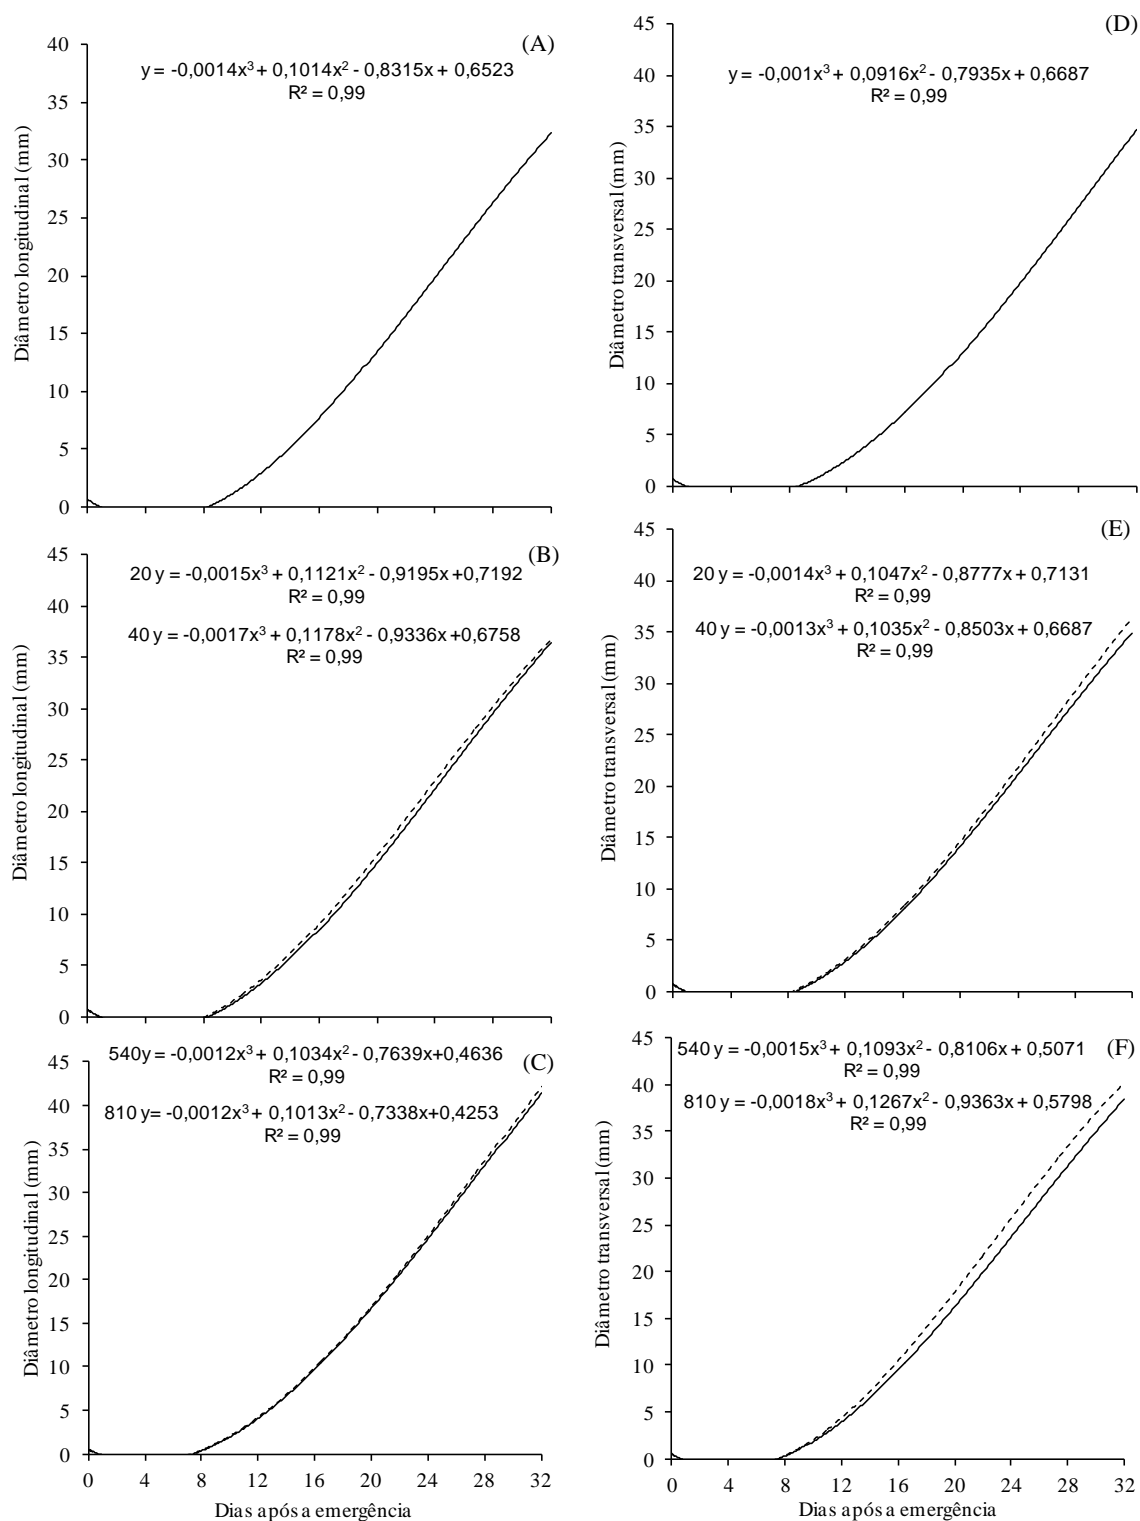 (A)
y = -0,0014x³ + 0,1014x² - 0,8315x + 0,6523
R² = 0,99
Diâmetro longitudinal (mm)
40
35
30
25
20
15
10
5
0
(D)
y = -0,001x³ + 0,0916x² - 0,7935x + 0,6687
R² = 0,99
Diâmetro transversal (mm)
45
40
35
30
25
20
15
10
5
0
(B)
20 y = -0,0015x³ + 0,1121x² - 0,9195x +0,7192
R² = 0,99
40 y = -0,0017x³ + 0,1178x² - 0,9336x +0,6758
R² = 0,99
Diâmetro longitudinal (mm)
45
40
35
30
25
20
15
10
5
0
(E)
20 y = -0,0014x³ + 0,1047x² - 0,8777x + 0,7131
R² = 0,99
40 y = -0,0013x³ + 0,1035x² - 0,8503x + 0,6687
R² = 0,99
Diâmetro transversal (mm)
45
40
35
30
25
20
15
10
5
0
(C)
540y = -0,0012x³ + 0,1034x² - 0,7639x+0,4636
R² = 0,99
810 y = -0,0012x³ + 0,1013x² - 0,7338x+0,4253
R² = 0,99
Diâmetro longitudinal (mm)
45
40
35
30
25
20
15
10
5
0
0 4 8 12 16 20 24 28 32
Dias após a emergência
(F)
540 y = -0,0015x³ + 0,1093x² - 0,8106x + 0,5071
R² = 0,99
810 y = -0,0018x³ + 0,1267x² - 0,9363x + 0,5798
R² = 0,99
Diâmetro transversal (mm)
45
40
35
30
25
20
15
10
5
0
0 4 8 12 16 20 24 28 32
Dias após a emergência